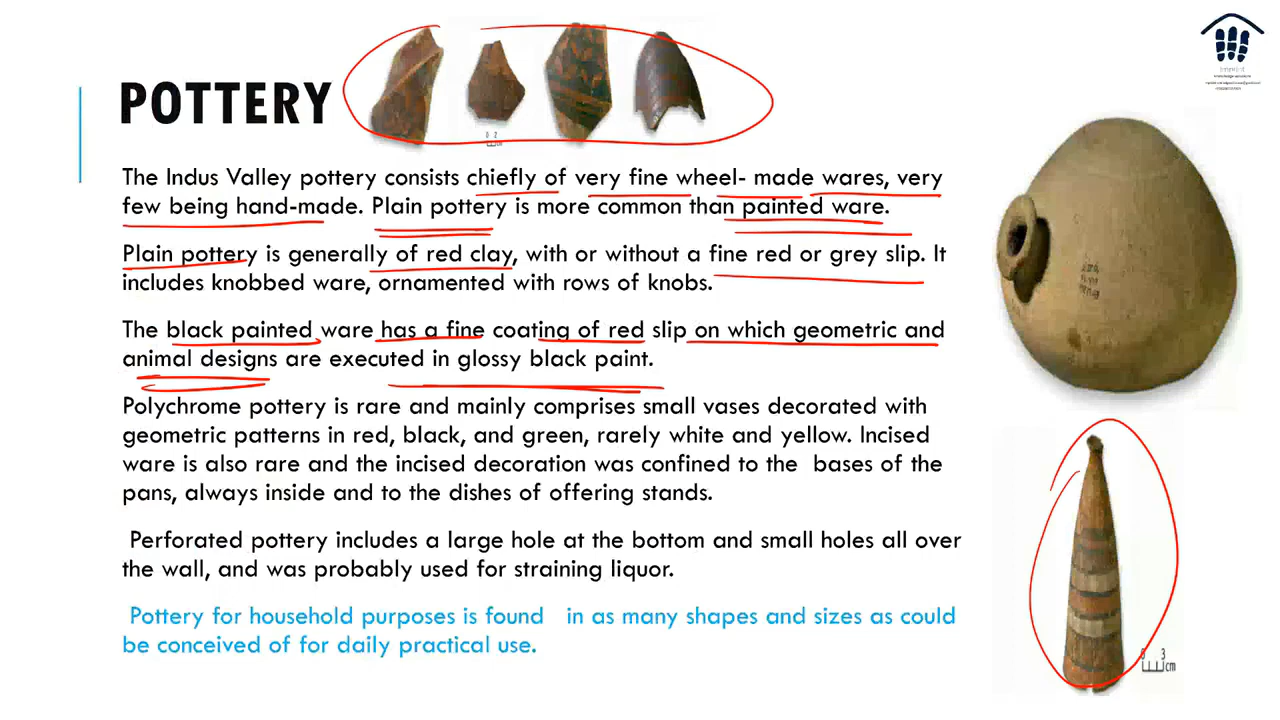 POTTERY
0 2
cm
The Indus Valley pottery consists chiefly of very fine wheel- made wares, very
few being hand-made. Plain pottery is more common than painted ware.
Plain pottery is generally of red clay, with or without a fine red or grey slip. It
includes knobbed ware, ornamented with rows of knobs.
The black painted ware has a fine coating of red slip on which geometric and
animal designs are executed in glossy black paint.
Polychrome pottery is rare and mainly comprises small vases decorated with
geometric patterns in red, black, and green, rarely white and yellow. Incised
ware is also rare and the incised decoration was confined to the bases of the
pans, always inside and to the dishes of offering stands.
Perforated pottery includes a large hole at the bottom and small holes all over
the wall, and was probably used for straining liquor.
Pottery for household purposes is found in as many shapes and sizes as could
be conceived of for daily practical use.
0 3
cm